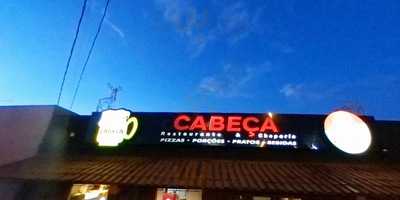 CABEÇA
Restaurante & Choperia
PIZZAS • PORÇÕES • PRATOS • BEBIDAS